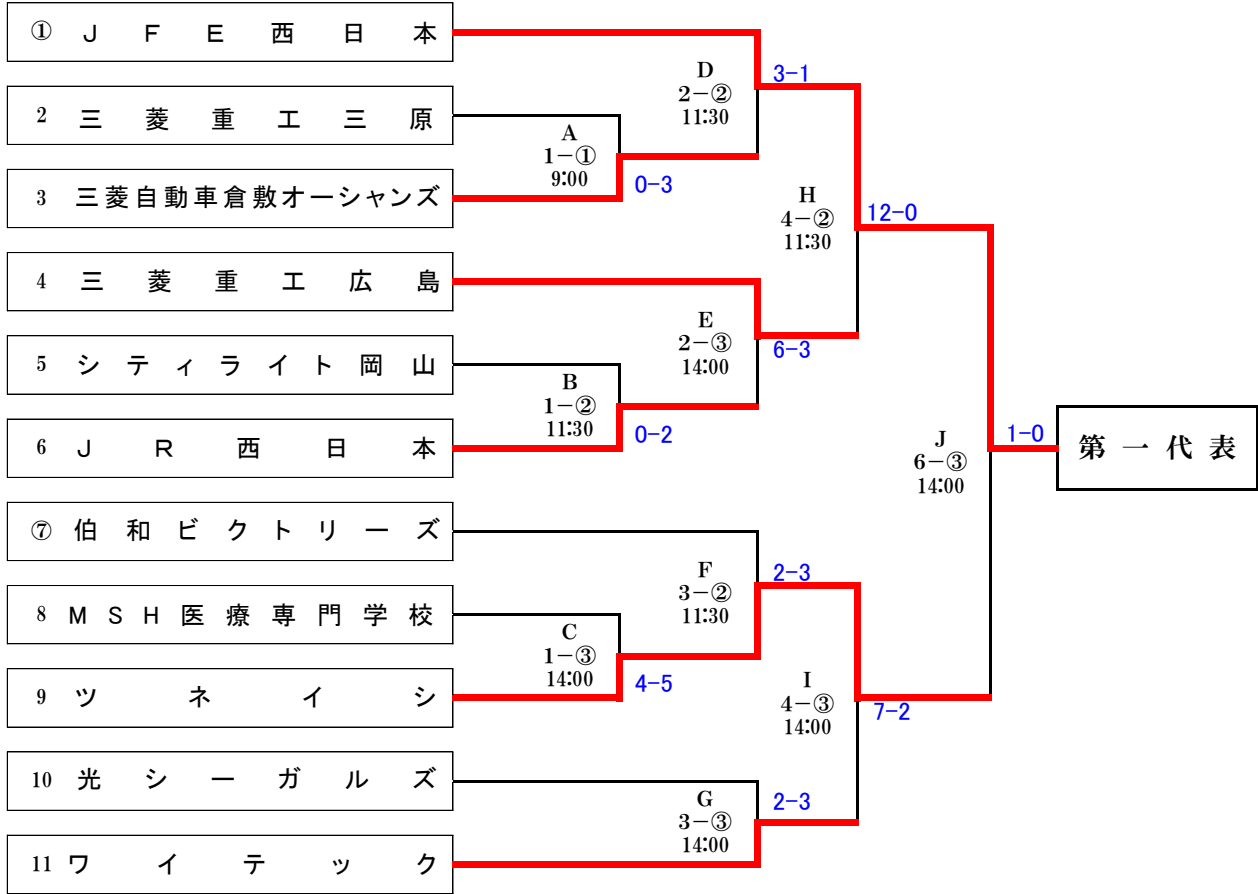 ① JFE西日本
2 三菱重工三原
3 三菱自動車倉敷オーシャンズ
4 三菱重工広島
5 シティライト岡山
6 JR西日本
⑦ 伯和ビクトリーズ
8 MSH医療専門学校
9 ツネイシ
10 光シーガルズ
11 ワイテック
A
1-①
9:00
0-3
B
1-②
11:30
0-2
C
1-③
14:00
4-5
D
2-②
11:30
3-1
E
2-③
14:00
6-3
F
3-②
11:30
2-3
G
3-③
14:00
2-3
H
4-②
11:30
12-0
I
4-③
14:00
7-2
J
6-③
14:00
1-0
第一代表